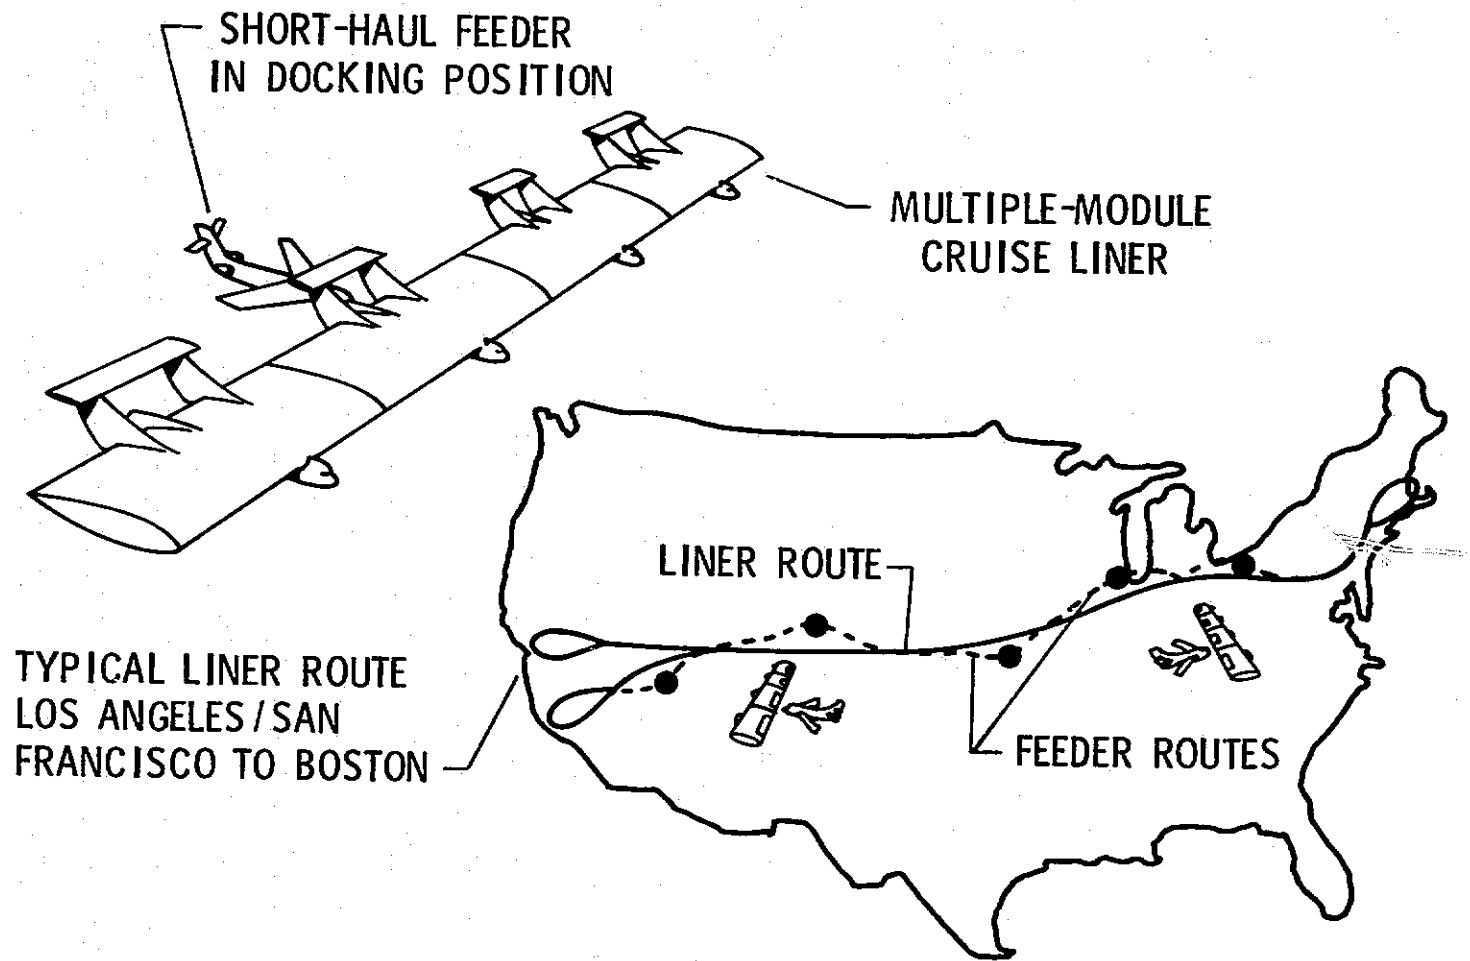 SHORT-HAUL FEEDER
IN DOCKING POSITION
MULTIPLE-MODULE
CRUISE LINER
LINER ROUTE
TYPICAL LINER ROUTE
LOS ANGELES/SAN
FRANCISCO TO BOSTON
FEEDER ROUTES